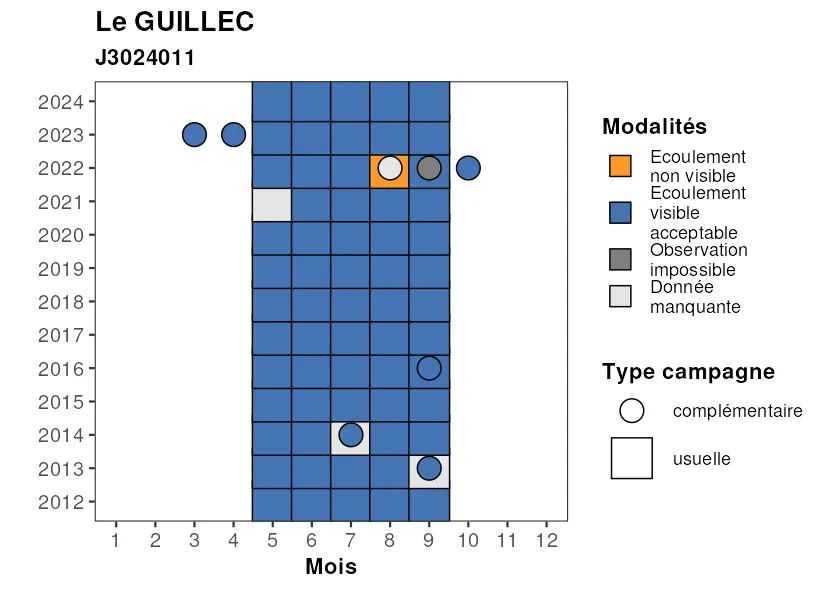 Le GUILLEC
J3024011
2024
2023
2022
2021
2020
2019
2018
2017
2016
2015
2014
2013
2012
1 2 3 4 5 6 7 8 9 10 11 12
Mois
Modalités
Ecoulement
non visible
Ecoulement
visible
acceptable
Observation
impossible
Donnée
manquante
Type campagne
complémentaire
usuelle